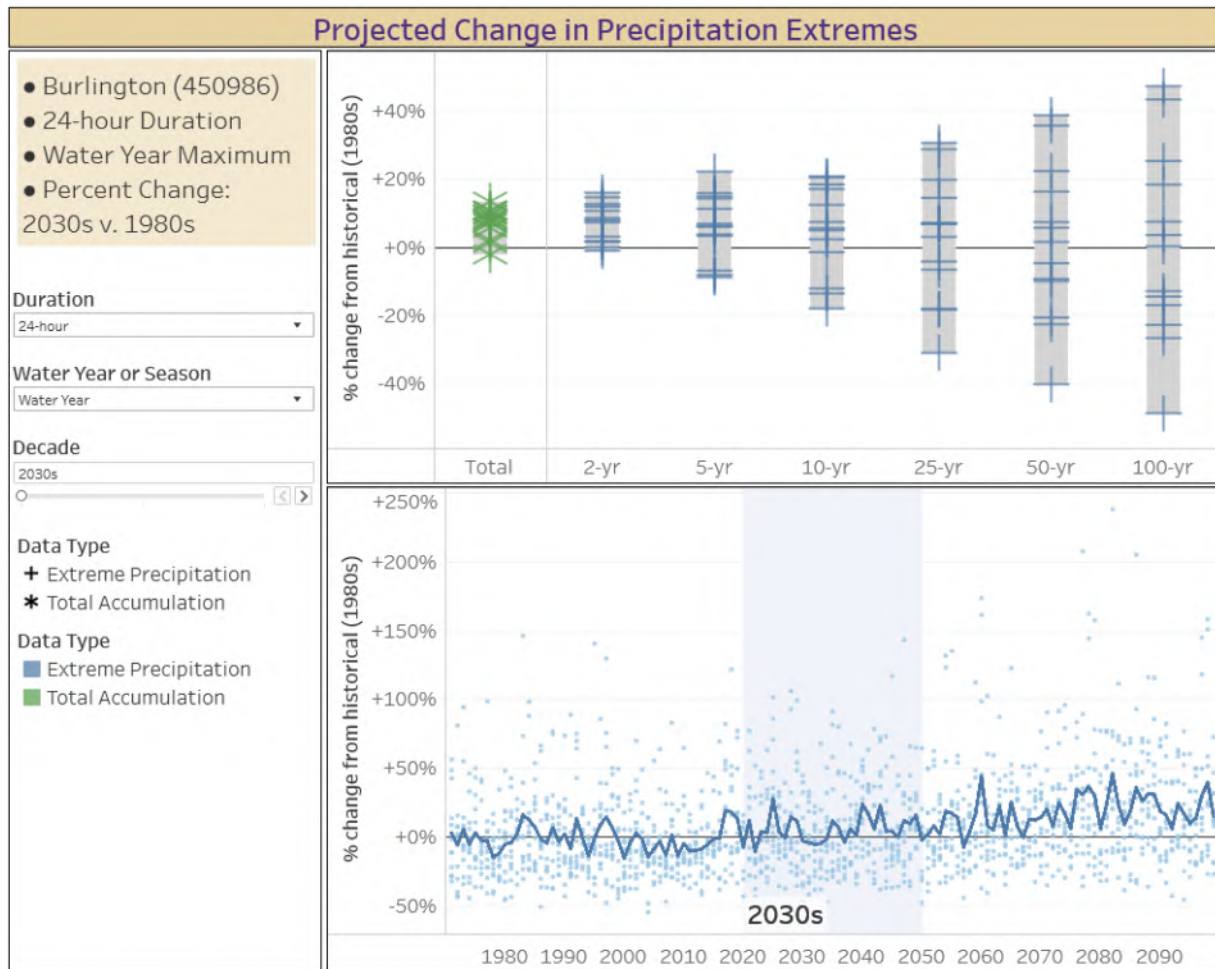 Projected Change in Precipitation Extremes
● Burlington (450986)
● 24-hour Duration
● Water Year Maximum
● Percent Change:
2030s v. 1980s
Duration
24-hour
Water Year or Season
Water Year
Decade
2030s
Data Type
Extreme Precipitation
Total Accumulation
Data Type
Extreme Precipitation
Total Accumulation
% change from historical (1980s)
+40%
+20%
+0%
-20%
-40%
Total 2-yr 5-yr 10-yr 25-yr 50-yr 100-yr
% change from historical (1980s)
+250%
+200%
+150%
+100%
+50%
+0%
-50%
2030s
1980 1990 2000 2010 2020 2030 2040 2050 2060 2070 2080 2090